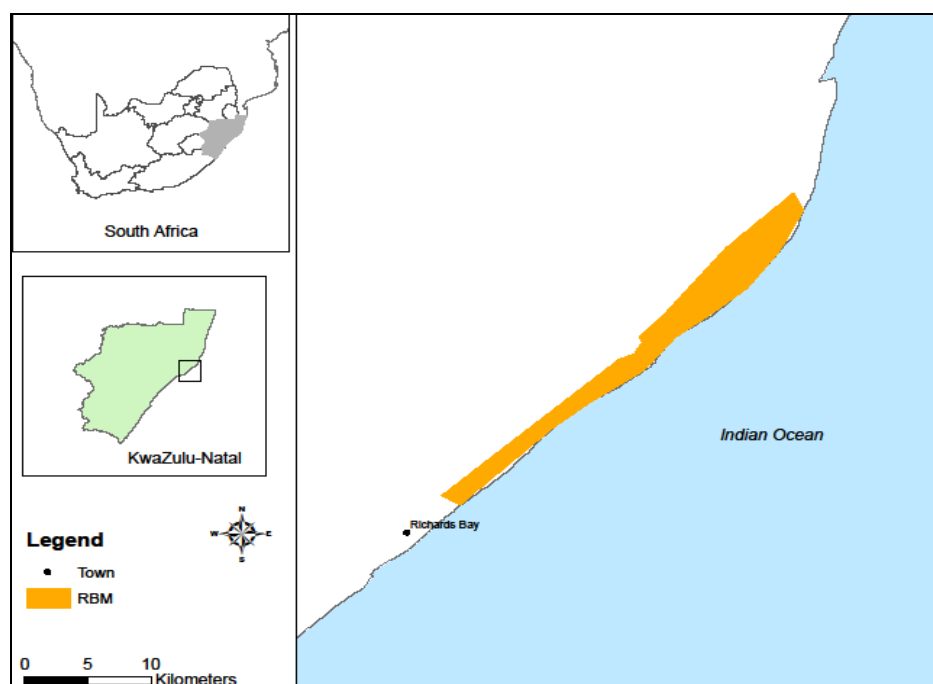 South Africa
KwaZulu-Natal
N
W E
S
Legend
Town
RBM
0 5 10
Kilometers
Richards Bay
Indian Ocean